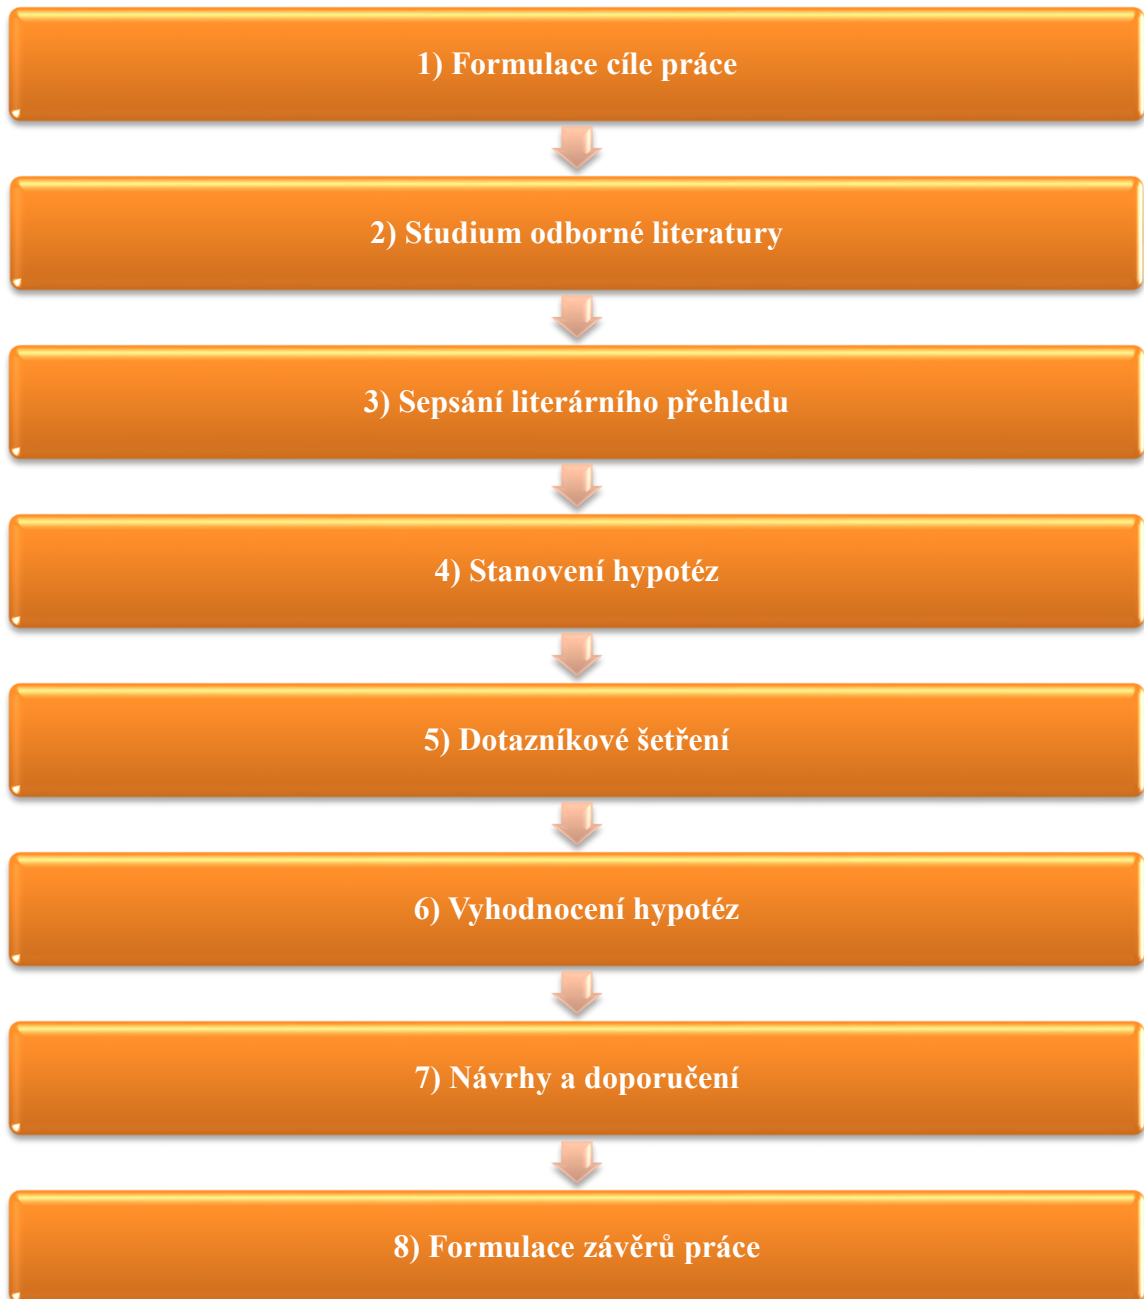 1) Formulace cíle práce
2) Studium odborné literatury
3) Sepsání literárního přehledu
4) Stanovení hypotéz
5) Dotazníkové šetření
6) Vyhodnocení hypotéz
7) Návrhy a doporučení
8) Formulace závěrů práce